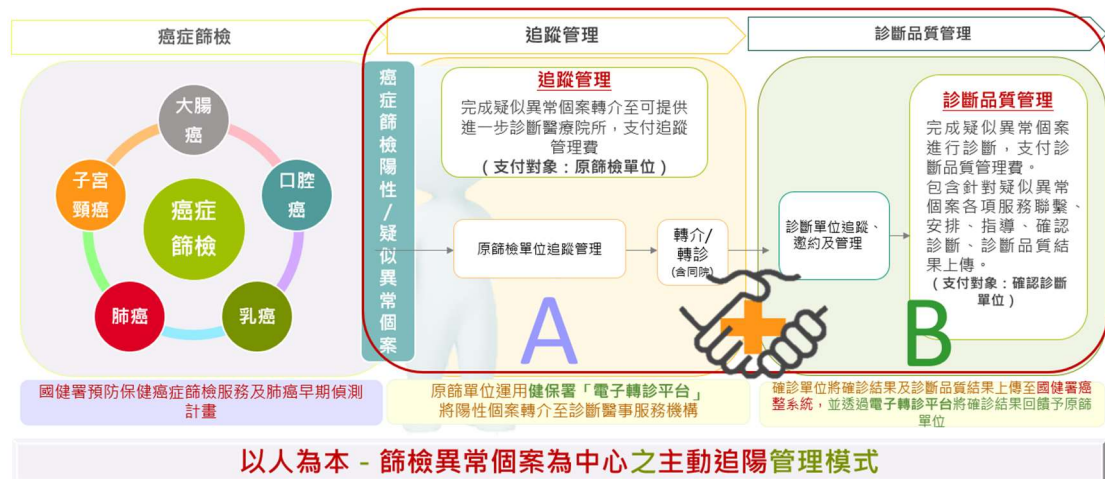 癌症篩檢
追蹤管理
診斷品質管理
大腸
癌
子宮
頸癌
口腔
癌
癌症
篩檢
肺癌
乳癌
國健署預防保健癌症篩檢服務及肺癌早期偵測
計畫
癌症篩檢陽性/疑似異常個案
追蹤管理
完成疑似異常個案轉介至可提供
進一步診斷醫療院所，支付追蹤
管理費
(支付對象：原篩檢單位)
原篩檢單位追蹤管理
轉介/
轉診
(含同院)
A
原篩單位運用健保署「電子轉診平台」
將陽性個案轉介至診斷醫事服務機構
診斷單位追蹤、
邀約及管理
診斷品質管理
完成疑似異常個案
進行診斷，支付診
斷品質管理費。
包含針對疑似異常
個案各項服務聯繫、
安排、指導、確認
診斷、診斷品質結
果上傳。
(支付對象：確認診斷
單位)
B
確診單位將確診結果及診斷品質結果上傳至國健署癌
整系統，並透過電子轉診平台將確診結果回饋予原篩
單位
以人為本 - 篩檢異常個案為中心之主動追陽管理模式